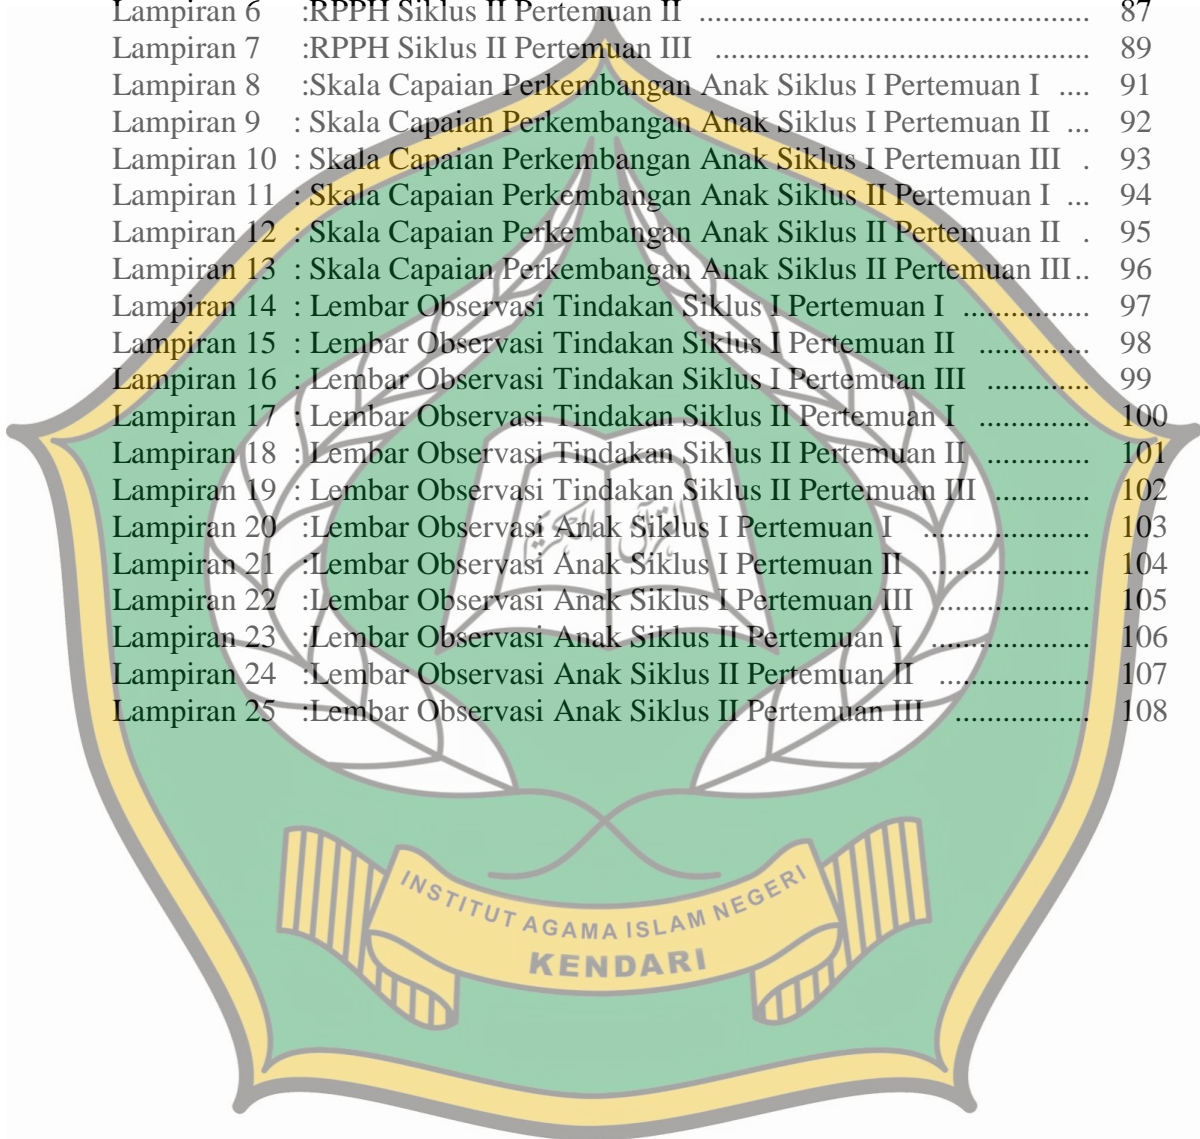 Lampiran 6 :RPPH Siklus II Pertemuan II ................................................ 87
Lampiran 7 :RPPH Siklus II Pertemuan III .............................................. 89
Lampiran 8 :Skala Capaian Perkembangan Anak Siklus I Pertemuan I .... 91
Lampiran 9 : Skala Capaian Perkembangan Anak Siklus I Pertemuan II ... 92
Lampiran 10 : Skala Capaian Perkembangan Anak Siklus I Pertemuan III . 93
Lampiran 11 : Skala Capaian Perkembangan Anak Siklus II Pertemuan I ... 94
Lampiran 12 : Skala Capaian Perkembangan Anak Siklus II Pertemuan II . 95
Lampiran 13 : Skala Capaian Perkembangan Anak Siklus II Pertemuan III.. 96
Lampiran 14 : Lembar Observasi Tindakan Siklus I Pertemuan I ............... 97
Lampiran 15 : Lembar Observasi Tindakan Siklus I Pertemuan II ............. 98
Lampiran 16 : Lembar Observasi Tindakan Siklus I Pertemuan III ............ 99
Lampiran 17 : Lembar Observasi Tindakan Siklus II Pertemuan I ............. 100
Lampiran 18 : Lembar Observasi Tindakan Siklus II Pertemuan II ............ 101
Lampiran 19 : Lembar Observasi Tindakan Siklus II Pertemuan III ........... 102
Lampiran 20 :Lembar Observasi Anak Siklus I Pertemuan I .................... 103
Lampiran 21 :Lembar Observasi Anak Siklus I Pertemuan II ................... 104
Lampiran 22 :Lembar Observasi Anak Siklus I Pertemuan III .................. 105
Lampiran 23 :Lembar Observasi Anak Siklus II Pertemuan I ................... 106
Lampiran 24 :Lembar Observasi Anak Siklus II Pertemuan II .................. 107
Lampiran 25 :Lembar Observasi Anak Siklus II Pertemuan III ................ 108
القرآن الكريم
INSTITUT AGAMA ISLAM NEGERI
KENDARI